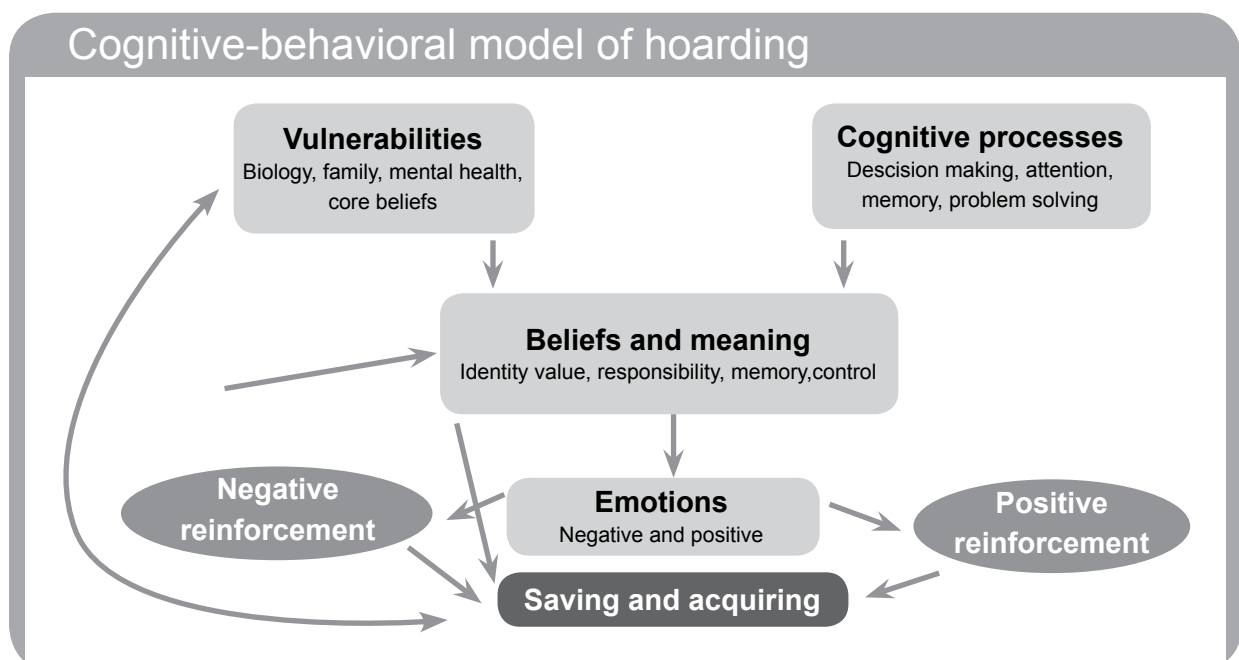 Cognitive-behavioral model of hoarding
Vulnerabilities
Biology, family, mental health,
core beliefs
Cognitive processes
Descision making, attention,
memory, problem solving
Beliefs and meaning
Identity value, responsibility, memory,control
Negative
reinforcement
Emotions
Negative and positive
Positive
reinforcement
Saving and acquiring